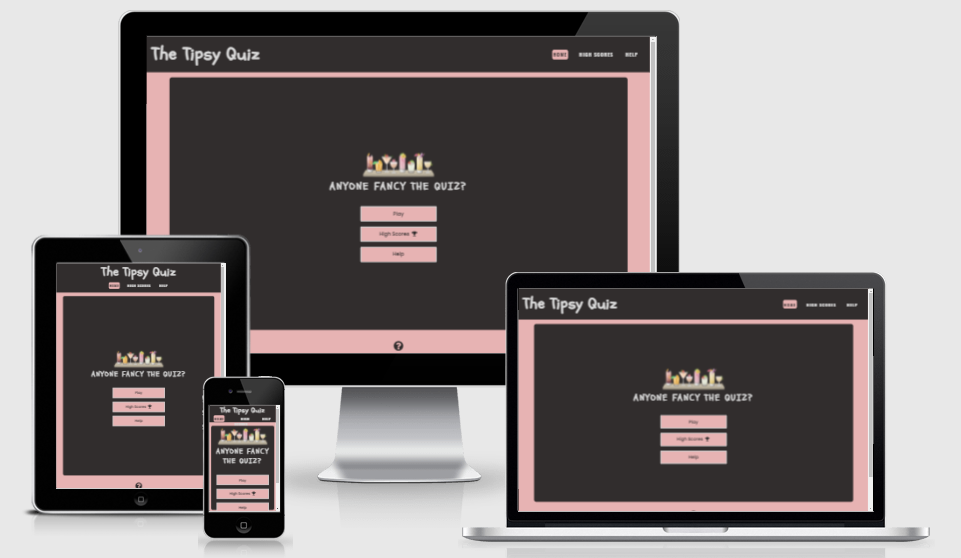 The Tipsy Quiz
HOME HIGH SCORES HELP
ANYONE FANCY THE QUIZ?
Play
High Scores
Help
?
The Tipsy Quiz
HOME HIGH SCORES HELP
ANYONE FANCY THE QUIZ?
Play
High Scores
Help
?
The Tipsy Quiz
HOME HIGH HELP
ANYONE FANCY
THE QUIZ?
Play
High Scores
Help
The Tipsy Quiz
HOME HIGH SCORES HELP
ANYONE FANCY THE QUIZ?
Play
High Scores
Help